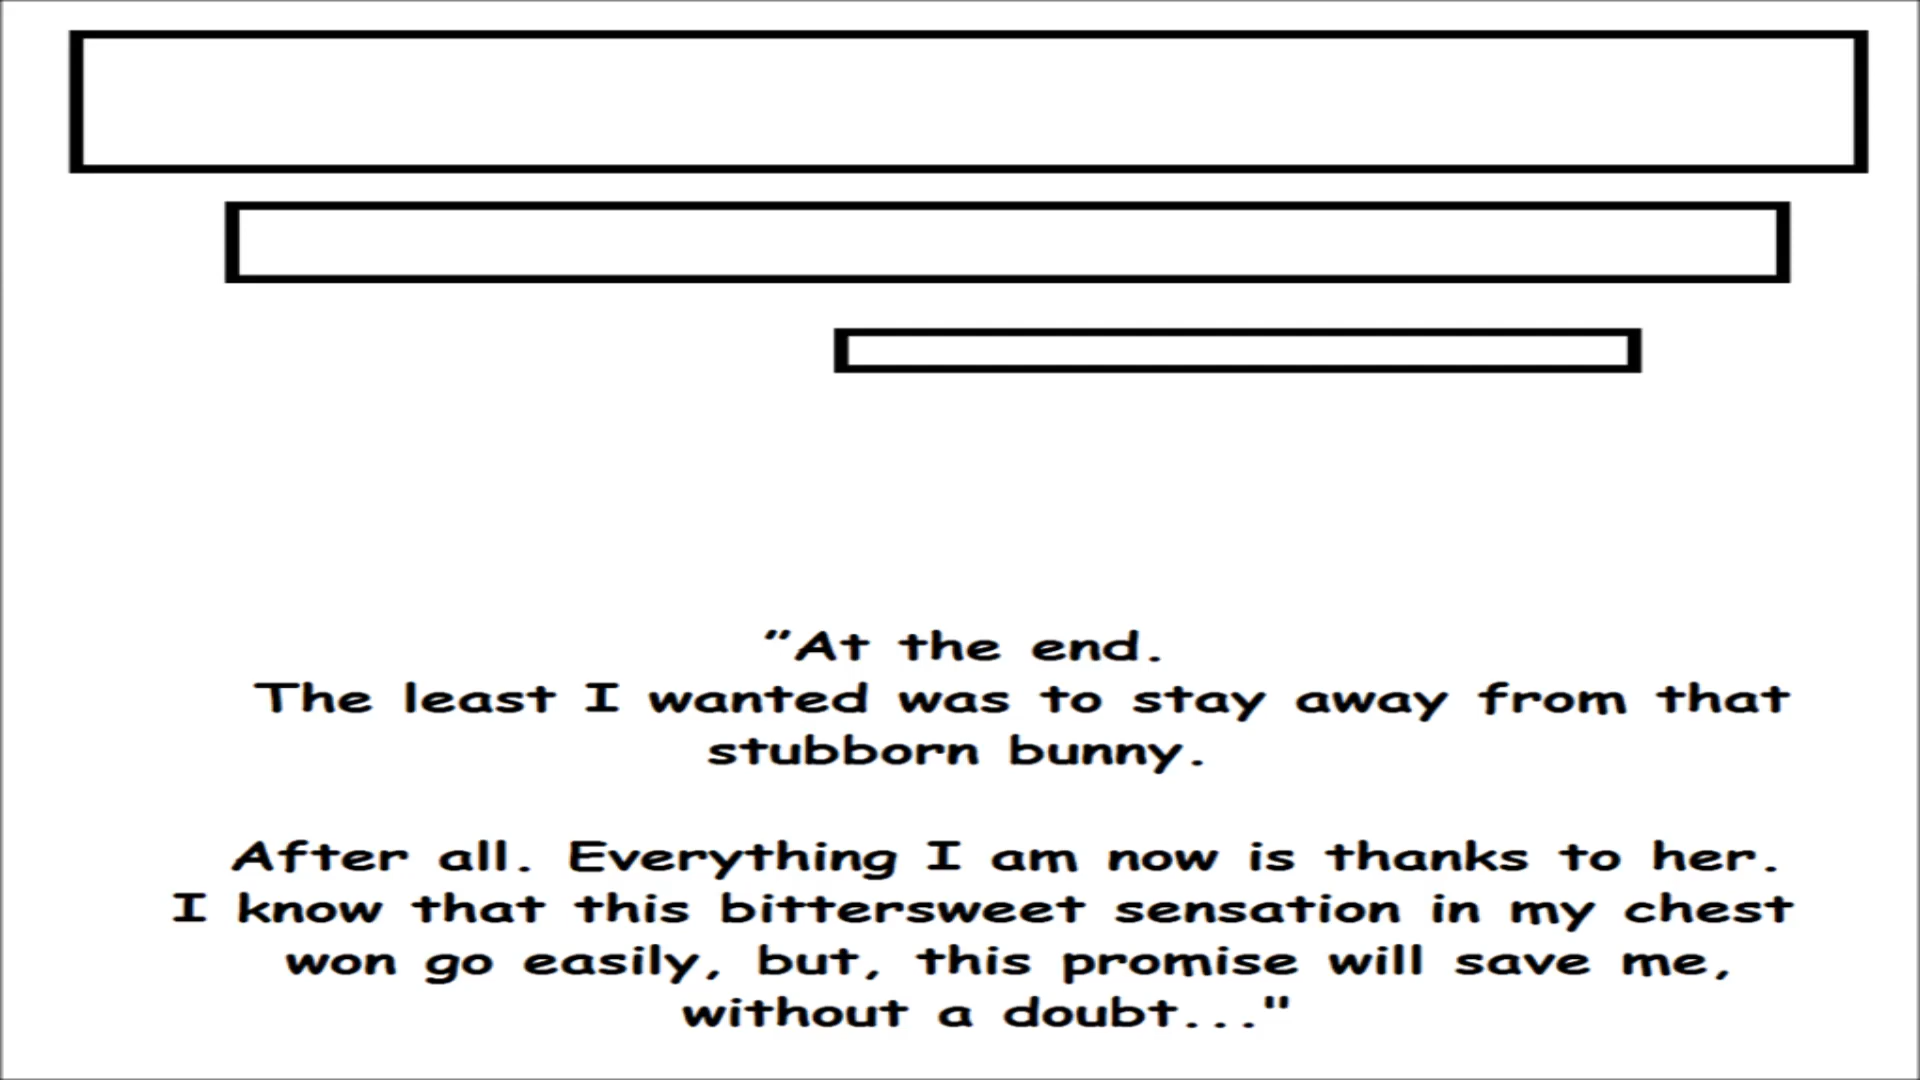 "At the end.
The least I wanted was to stay away from that
stubborn bunny.
After all. Everything I am now is thanks to her.
I know that this bittersweet sensation in my chest
won go easily, but, this promise will save me,
without a doubt..."